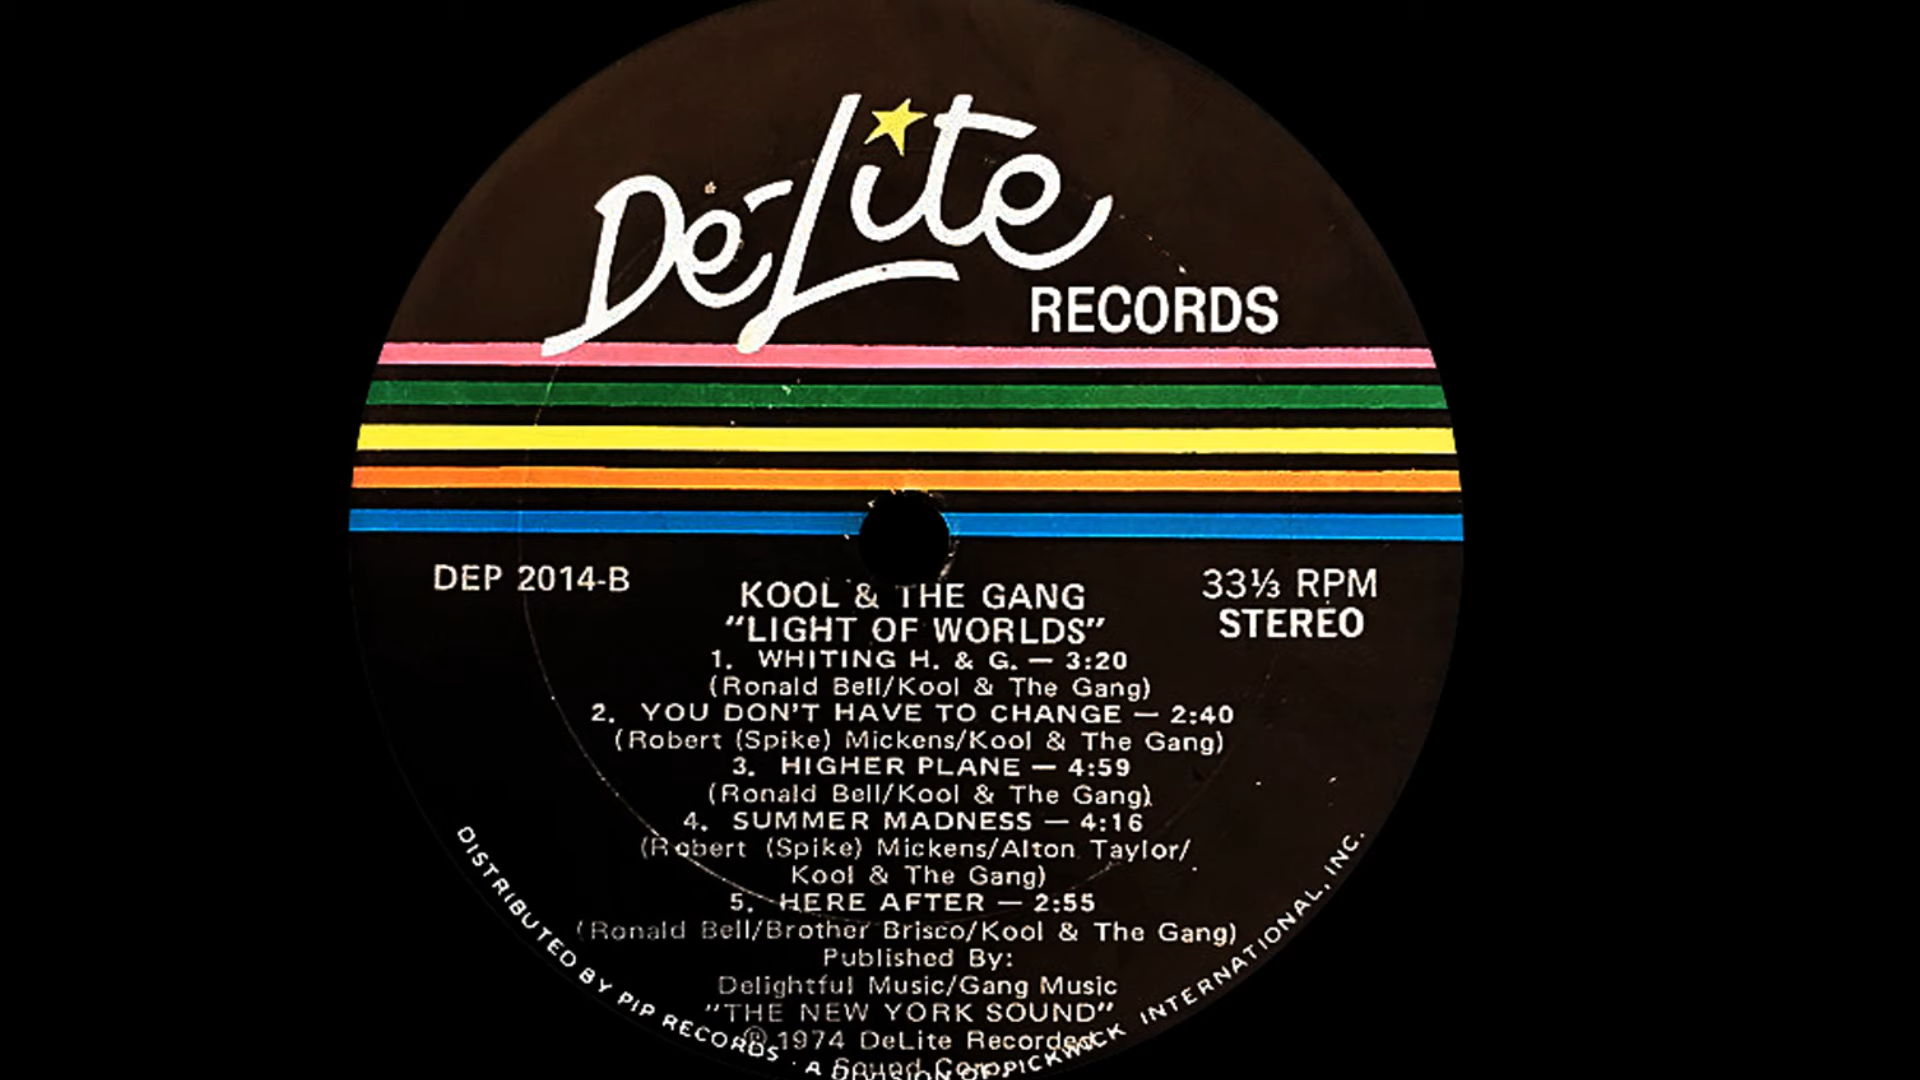 De-Lite
RECORDS
DEP 2014-B
33⅓ RPM
STEREO
KOOL & THE GANG
"LIGHT OF WORLDS"
1. WHITING H. & G. — 3:20
(Ronald Bell/Kool & The Gang)
2. YOU DON'T HAVE TO CHANGE — 2:40
(Robert (Spike) Mickens/Kool & The Gang)
3. HIGHER PLANE — 4:59
(Ronald Bell/Kool & The Gang)
4. SUMMER MADNESS — 4:16
(Robert (Spike) Mickens/Alton Taylor/
Kool & The Gang)
5. HERE AFTER — 2:55
(Ronald Bell/Brother Brisco/Kool & The Gang)
Published By:
Delightful Music/Gang Music
"THE NEW YORK SOUND"
℗ 1974 DeLite Recorded
Sound Corp.
DISTRIBUTED BY PIP RECORDS · A DIVISION OF PICKWICK INTERNATIONAL, INC.